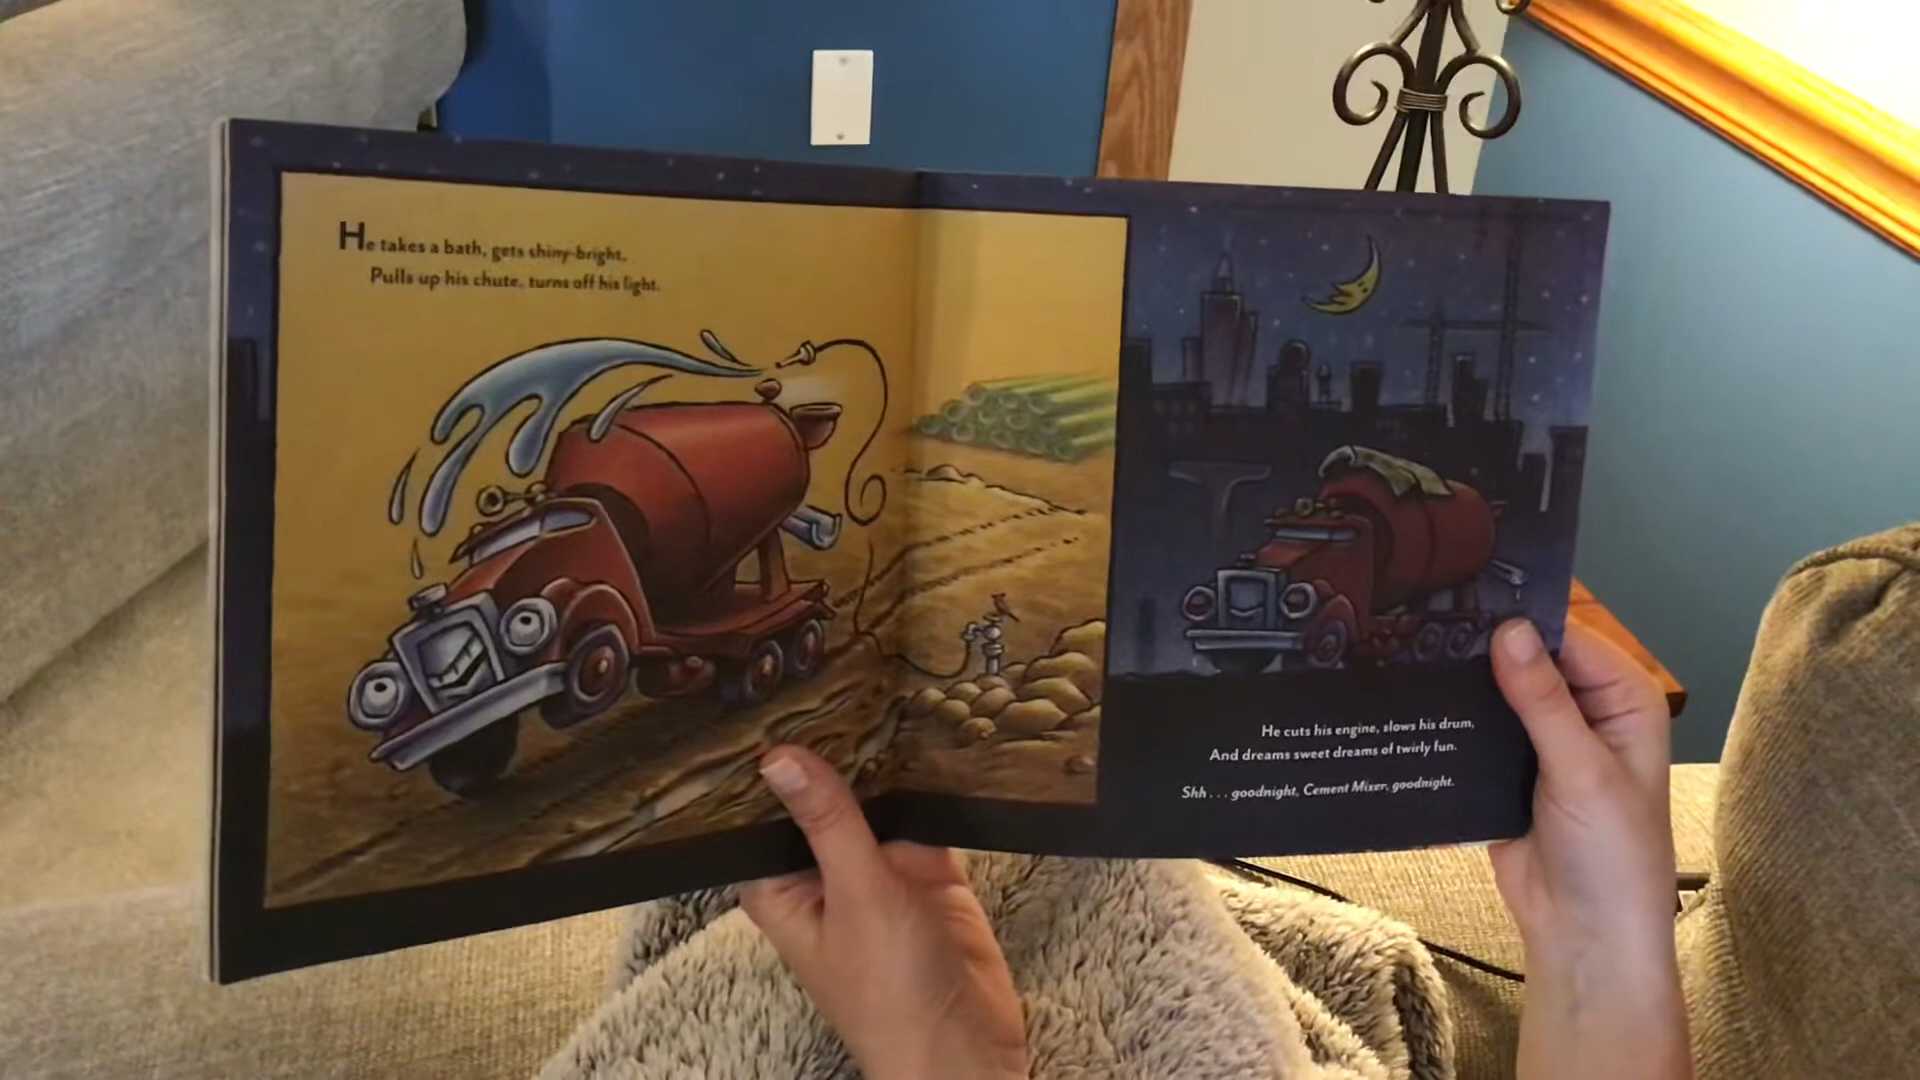 He takes a bath, gets shiny-bright.
Pulls up his chute, turns off his light.
He cuts his engine, slows his drum,
And dreams sweet dreams of twirly fun.
Shh . . . goodnight, Cement Mixer, goodnight.